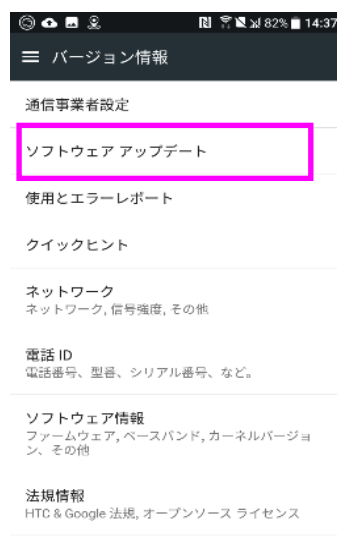 82% 14:37
バージョン情報
通信事業者設定
ソフトウェア アップデート
使用とエラーレポート
クイックヒント
ネットワーク
ネットワーク, 信号強度, その他
電話 ID
電話番号、型番、シリアル番号、など。
ソフトウェア情報
ファームウェア, ベースバンド, カーネルバージョ
ン、その他
法規情報
HTC & Google 法規, オープンソース ライセンス